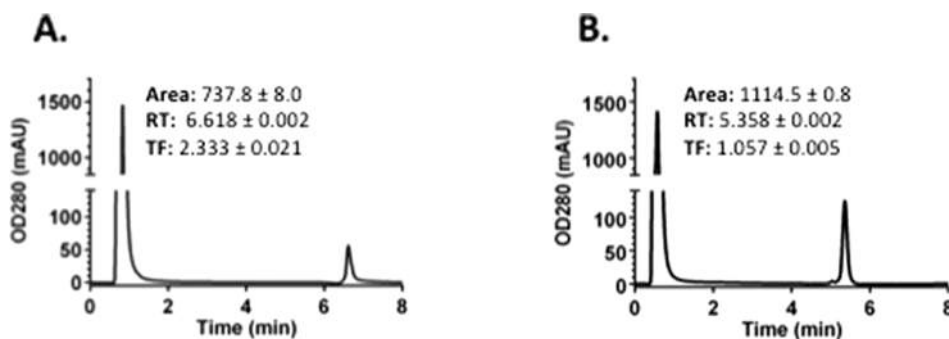 A.
Area: 737.8 ± 8.0
RT: 6.618 ± 0.002
TF: 2.333 ± 0.021
OD280 (mAU)
1500
1000
100
50
0
0 2 4 6 8
Time (min)
B.
Area: 1114.5 ± 0.8
RT: 5.358 ± 0.002
TF: 1.057 ± 0.005
OD280 (mAU)
1500
1000
100
50
0
0 2 4 6 8
Time (min)